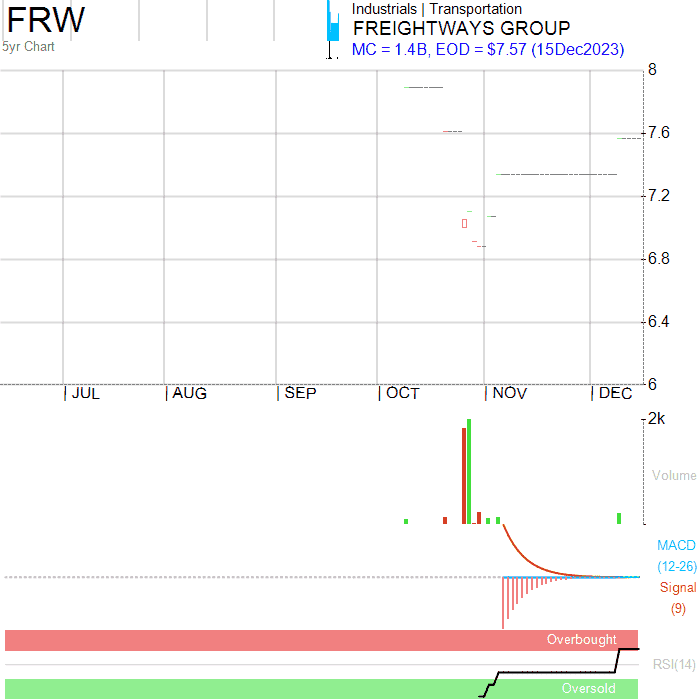 FRW
5yr Chart
Industrials | Transportation
FREIGHTWAYS GROUP
MC = 1.4B, EOD = $7.57 (15Dec2023)
8
7.6
7.2
6.8
6.4
6
| JUL | AUG | SEP | OCT | NOV | DEC
2k
Volume
MACD
(12-26)
Signal
(9)
Overbought
RSI(14)
Oversold